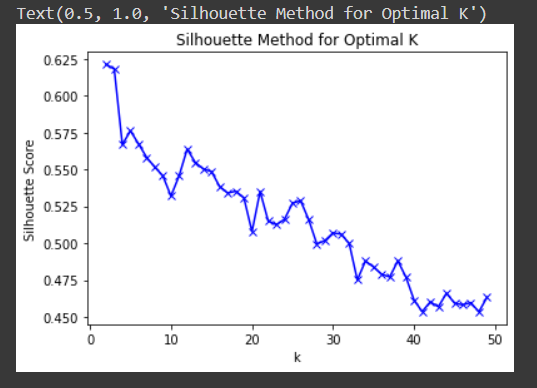 Text(0.5, 1.0, 'Silhouette Method for Optimal K')
Silhouette Method for Optimal K
0.625
0.600
0.575
0.550
0.525
0.500
0.475
0.450
Silhouette Score
0 10 20 30 40 50
k